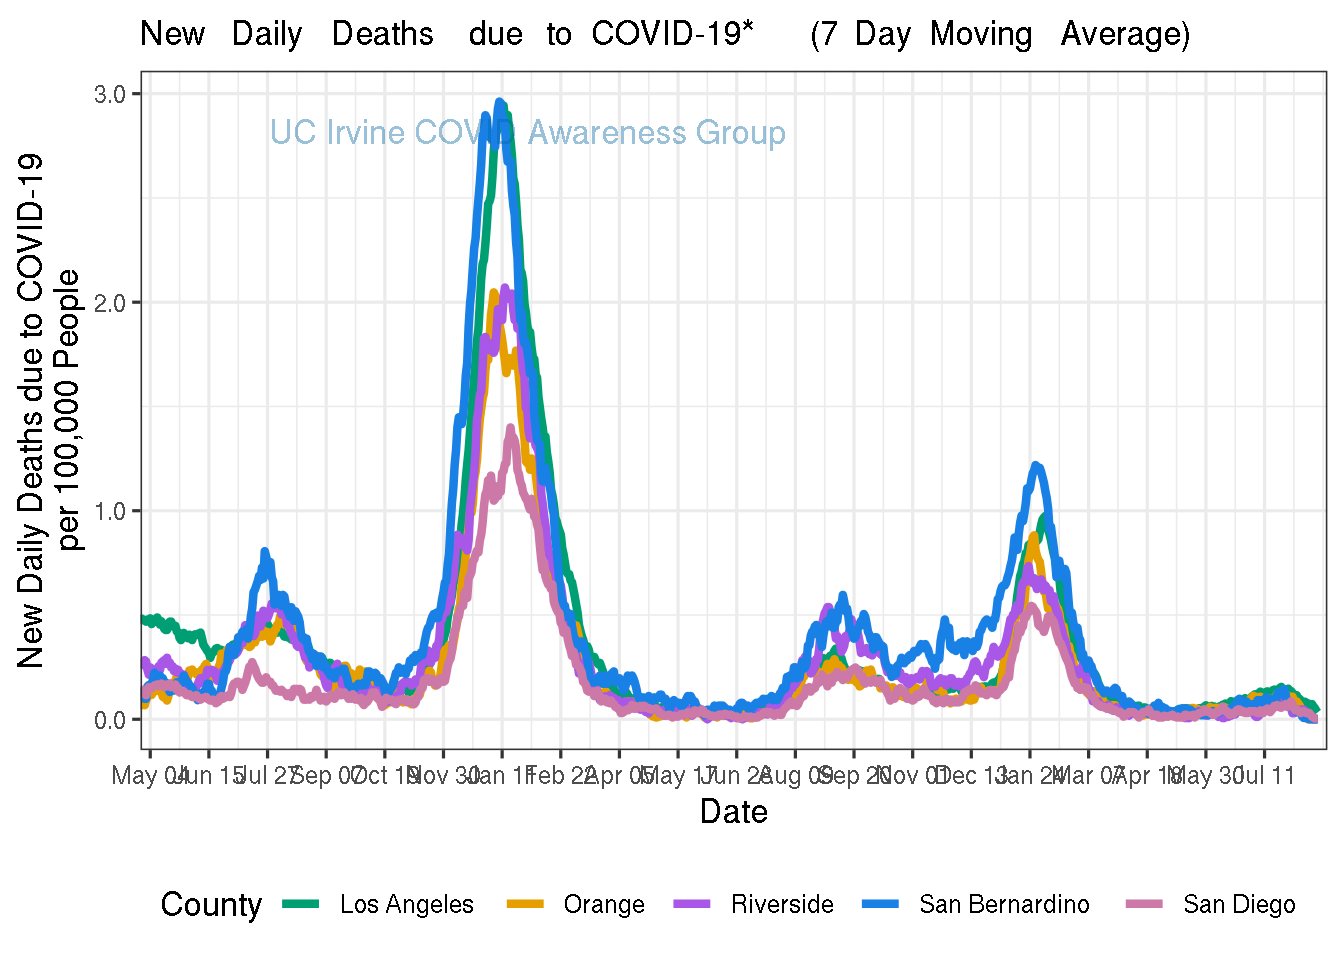 New Daily Deaths due to COVID-19* (7 Day Moving Average)
UC Irvine COVID Awareness Group
New Daily Deaths due to COVID-19
per 100,000 People
3.0
2.0
1.0
0.0
May 04 Jun 15 Jul 27 Sep 07 Oct 19 Nov 30 Jan 11 Feb 22 Apr 05 May 17 Jun 28 Aug 09 Sep 20 Nov 01 Dec 13 Jan 24 Mar 07 Apr 18 May 30 Jul 11
Date
County Los Angeles Orange Riverside San Bernardino San Diego